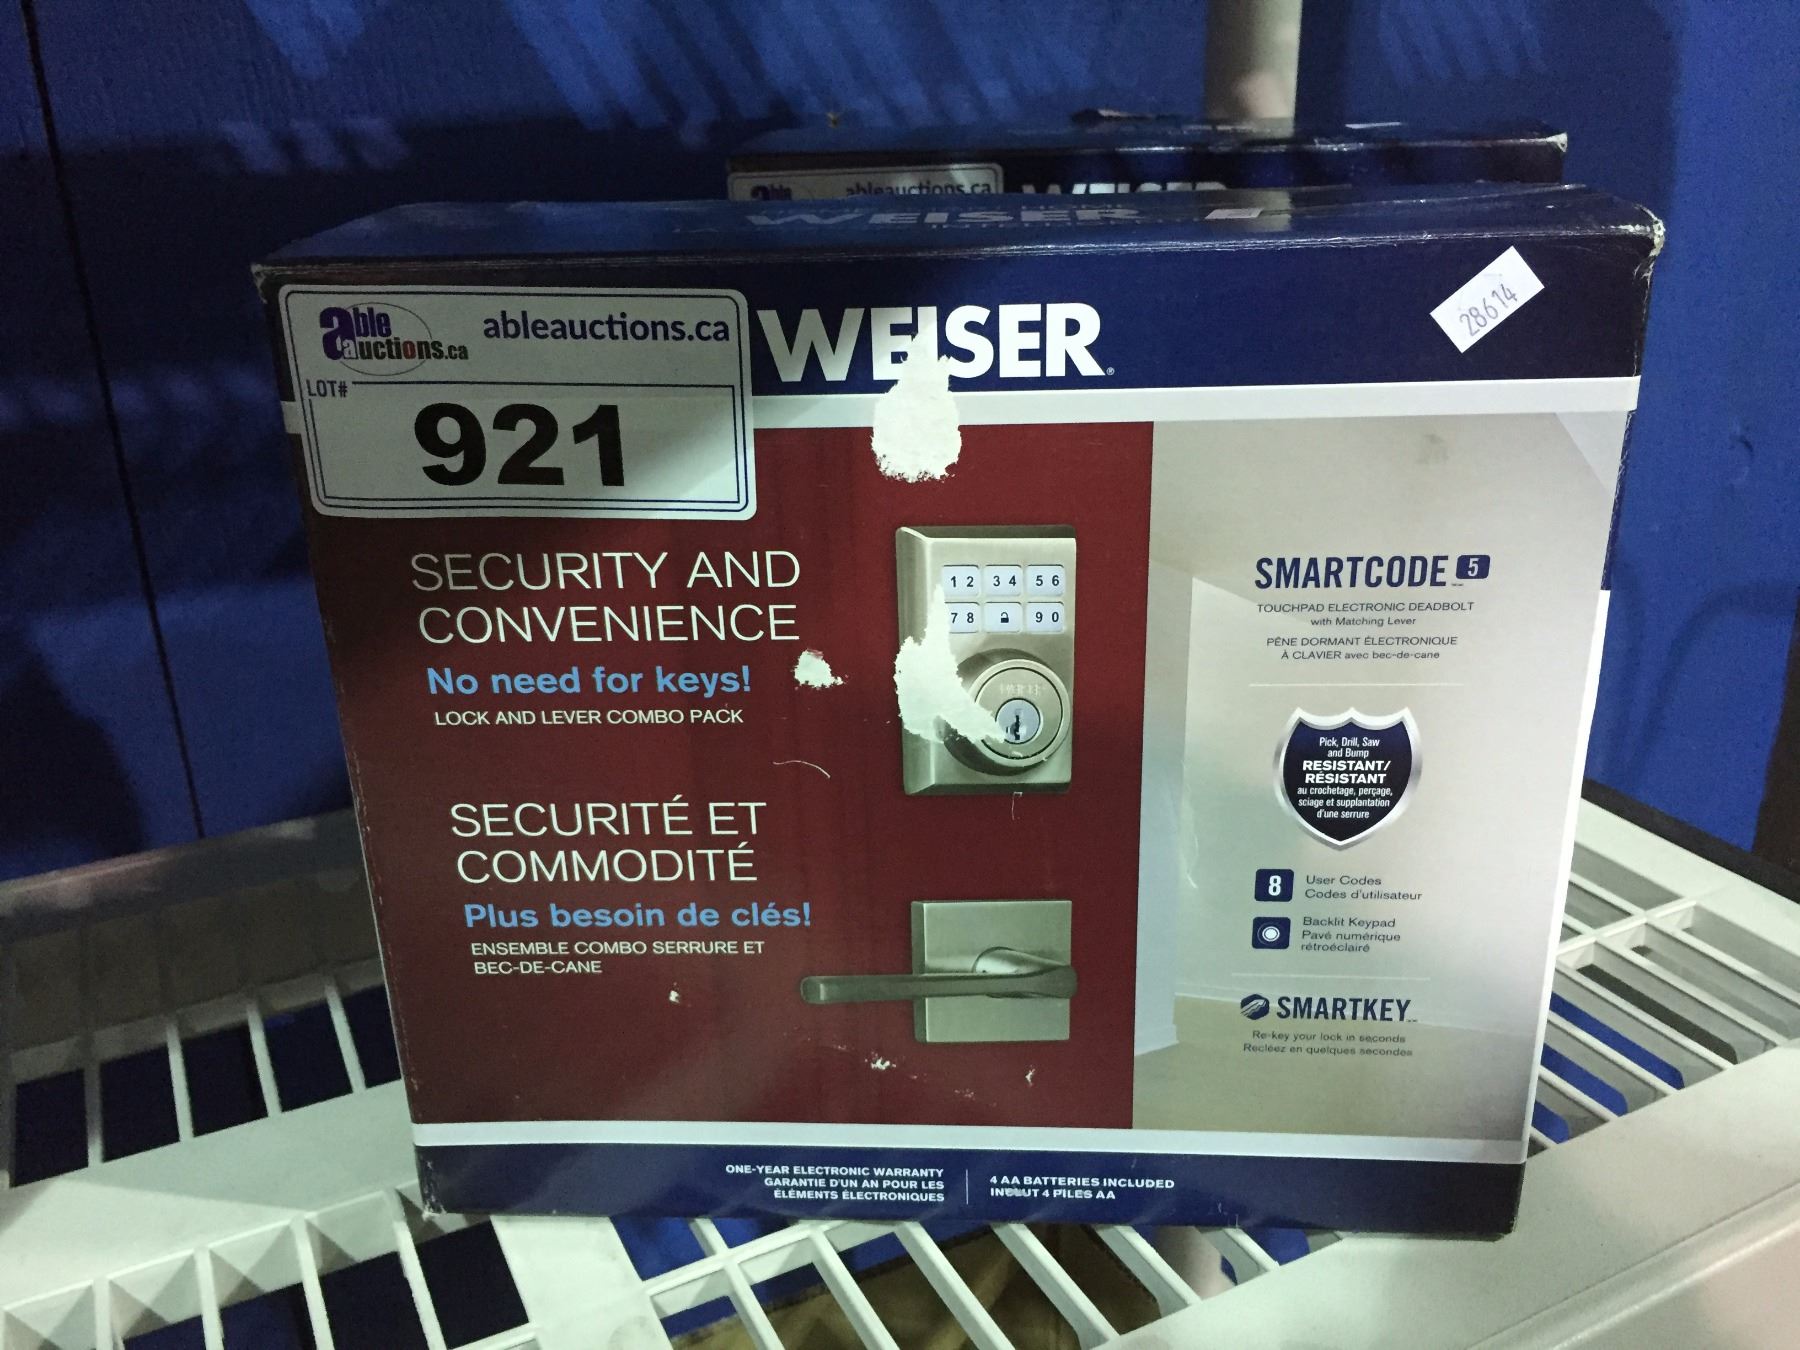 able
auctions.ca
ableauctions.ca
WEISER
WEISER
able
auctions.ca
ableauctions.ca
LOT#
921
WEISER
28614
SECURITY AND
CONVENIENCE
No need for keys!
LOCK AND LEVER COMBO PACK
SECURITÉ ET
COMMODITÉ
Plus besoin de clés!
ENSEMBLE COMBO SERRURE ET
BEC-DE-CANE
1 2 3 4 5 6
7 8 9 0
SMARTCODE 5
TOUCHPAD ELECTRONIC DEADBOLT
with Matching Lever
PÊNE DORMANT ÉLECTRONIQUE
À CLAVIER avec bec-de-cane
Pick, Drill, Saw
and Bump
RESISTANT/
RÉSISTANT
au crochetage, perçage,
sciage et supplantation
d'une serrure
8 User Codes
Codes d'utilisateur
Backlit Keypad
Pavé numérique
rétroéclairé
SMARTKEY
Re-key your lock in seconds
Recléez en quelques secondes
ONE-YEAR ELECTRONIC WARRANTY
GARANTIE D'UN AN POUR LES
ÉLÉMENTS ÉLECTRONIQUES
4 AA BATTERIES INCLUDED
INCLUT 4 PILES AA